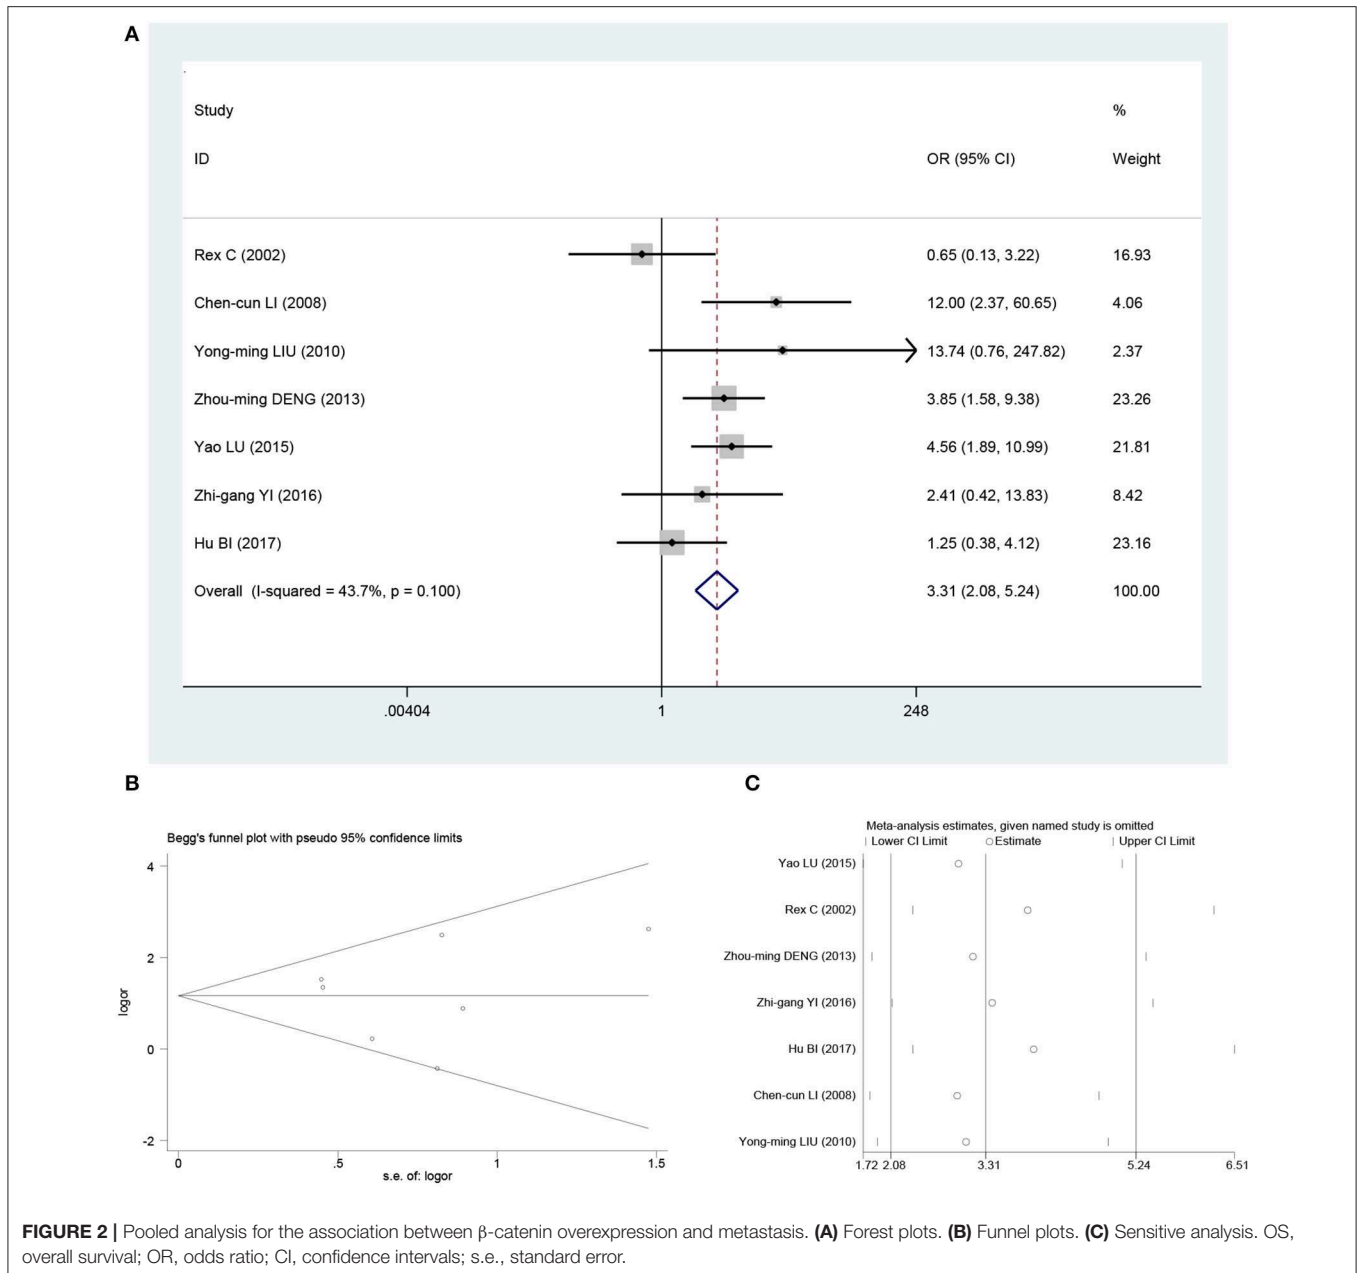 A
Study %
ID OR (95% CI) Weight
Rex C (2002) 0.65 (0.13, 3.22) 16.93
Chen-cun LI (2008) 12.00 (2.37, 60.65) 4.06
Yong-ming LIU (2010) 13.74 (0.76, 247.82) 2.37
Zhou-ming DENG (2013) 3.85 (1.58, 9.38) 23.26
Yao LU (2015) 4.56 (1.89, 10.99) 21.81
Zhi-gang YI (2016) 2.41 (0.42, 13.83) 8.42
Hu BI (2017) 1.25 (0.38, 4.12) 23.16
Overall (I-squared = 43.7%, p = 0.100) 3.31 (2.08, 5.24) 100.00
.00404 1 248
B
Begg's funnel plot with pseudo 95% confidence limits
logor
4
2
0
-2
0 .5 1 1.5
s.e. of: logor
C
Meta-analysis estimates, given named study is omitted
Lower CI Limit Estimate Upper CI Limit
Yao LU (2015)
Rex C (2002)
Zhou-ming DENG (2013)
Zhi-gang YI (2016)
Hu BI (2017)
Chen-cun LI (2008)
Yong-ming LIU (2010)
1.72 2.08 3.31 5.24 6.51
FIGURE 2 | Pooled analysis for the association between β-catenin overexpression and metastasis. (A) Forest plots. (B) Funnel plots. (C) Sensitive analysis. OS,
overall survival; OR, odds ratio; CI, confidence intervals; s.e., standard error.